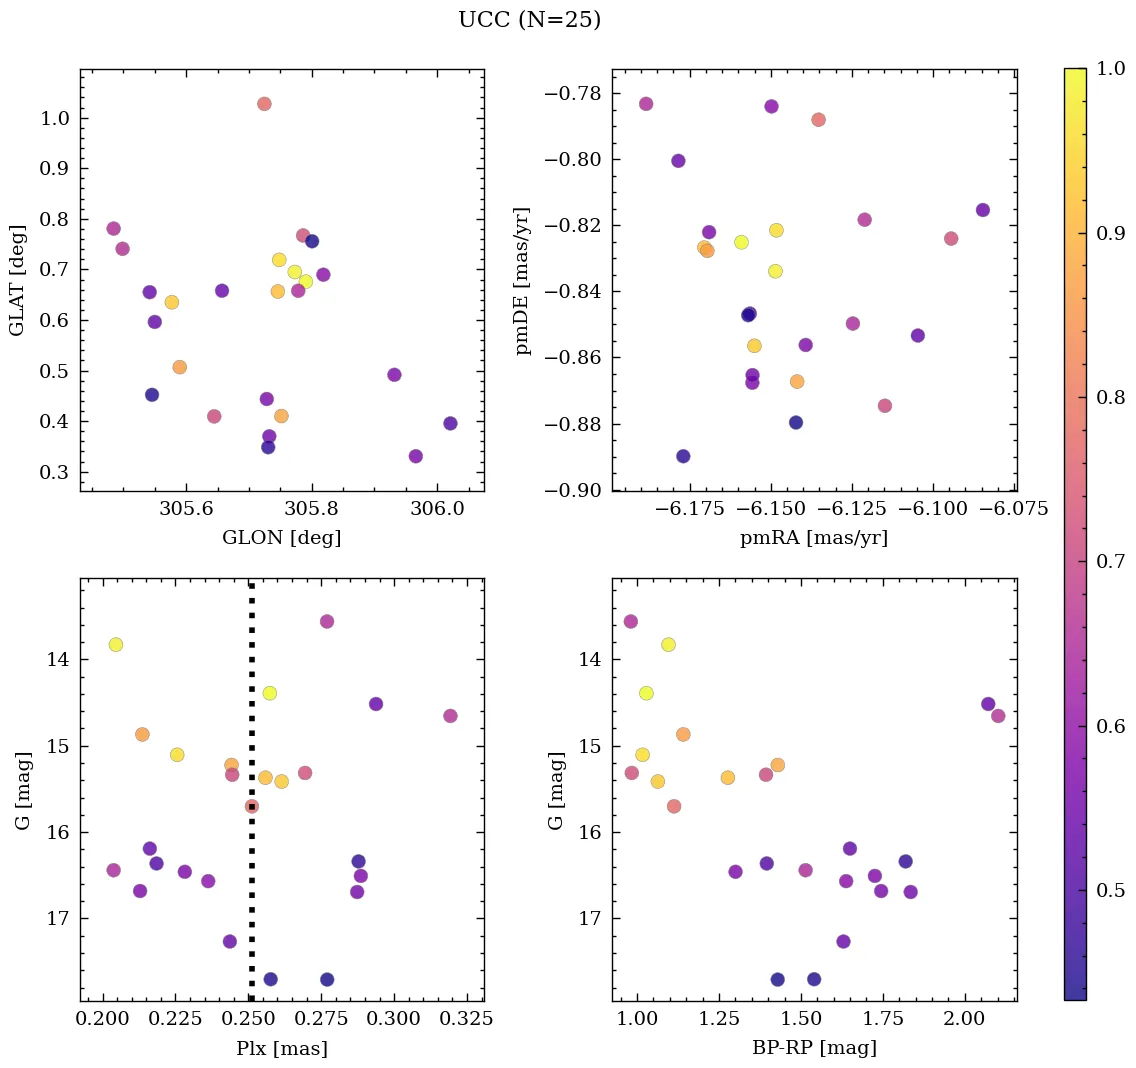 UCC (N=25)
1.0
0.9
0.8
0.7
0.6
0.5
0.4
0.3
GLAT [deg]
305.6 305.8 306.0
GLON [deg]
−0.78
−0.80
−0.82
−0.84
−0.86
−0.88
−0.90
pmDE [mas/yr]
−6.175 −6.150 −6.125 −6.100 −6.075
pmRA [mas/yr]
14
15
16
17
G [mag]
0.200 0.225 0.250 0.275 0.300 0.325
Plx [mas]
14
15
16
17
G [mag]
1.00 1.25 1.50 1.75 2.00
BP-RP [mag]
1.0
0.9
0.8
0.7
0.6
0.5